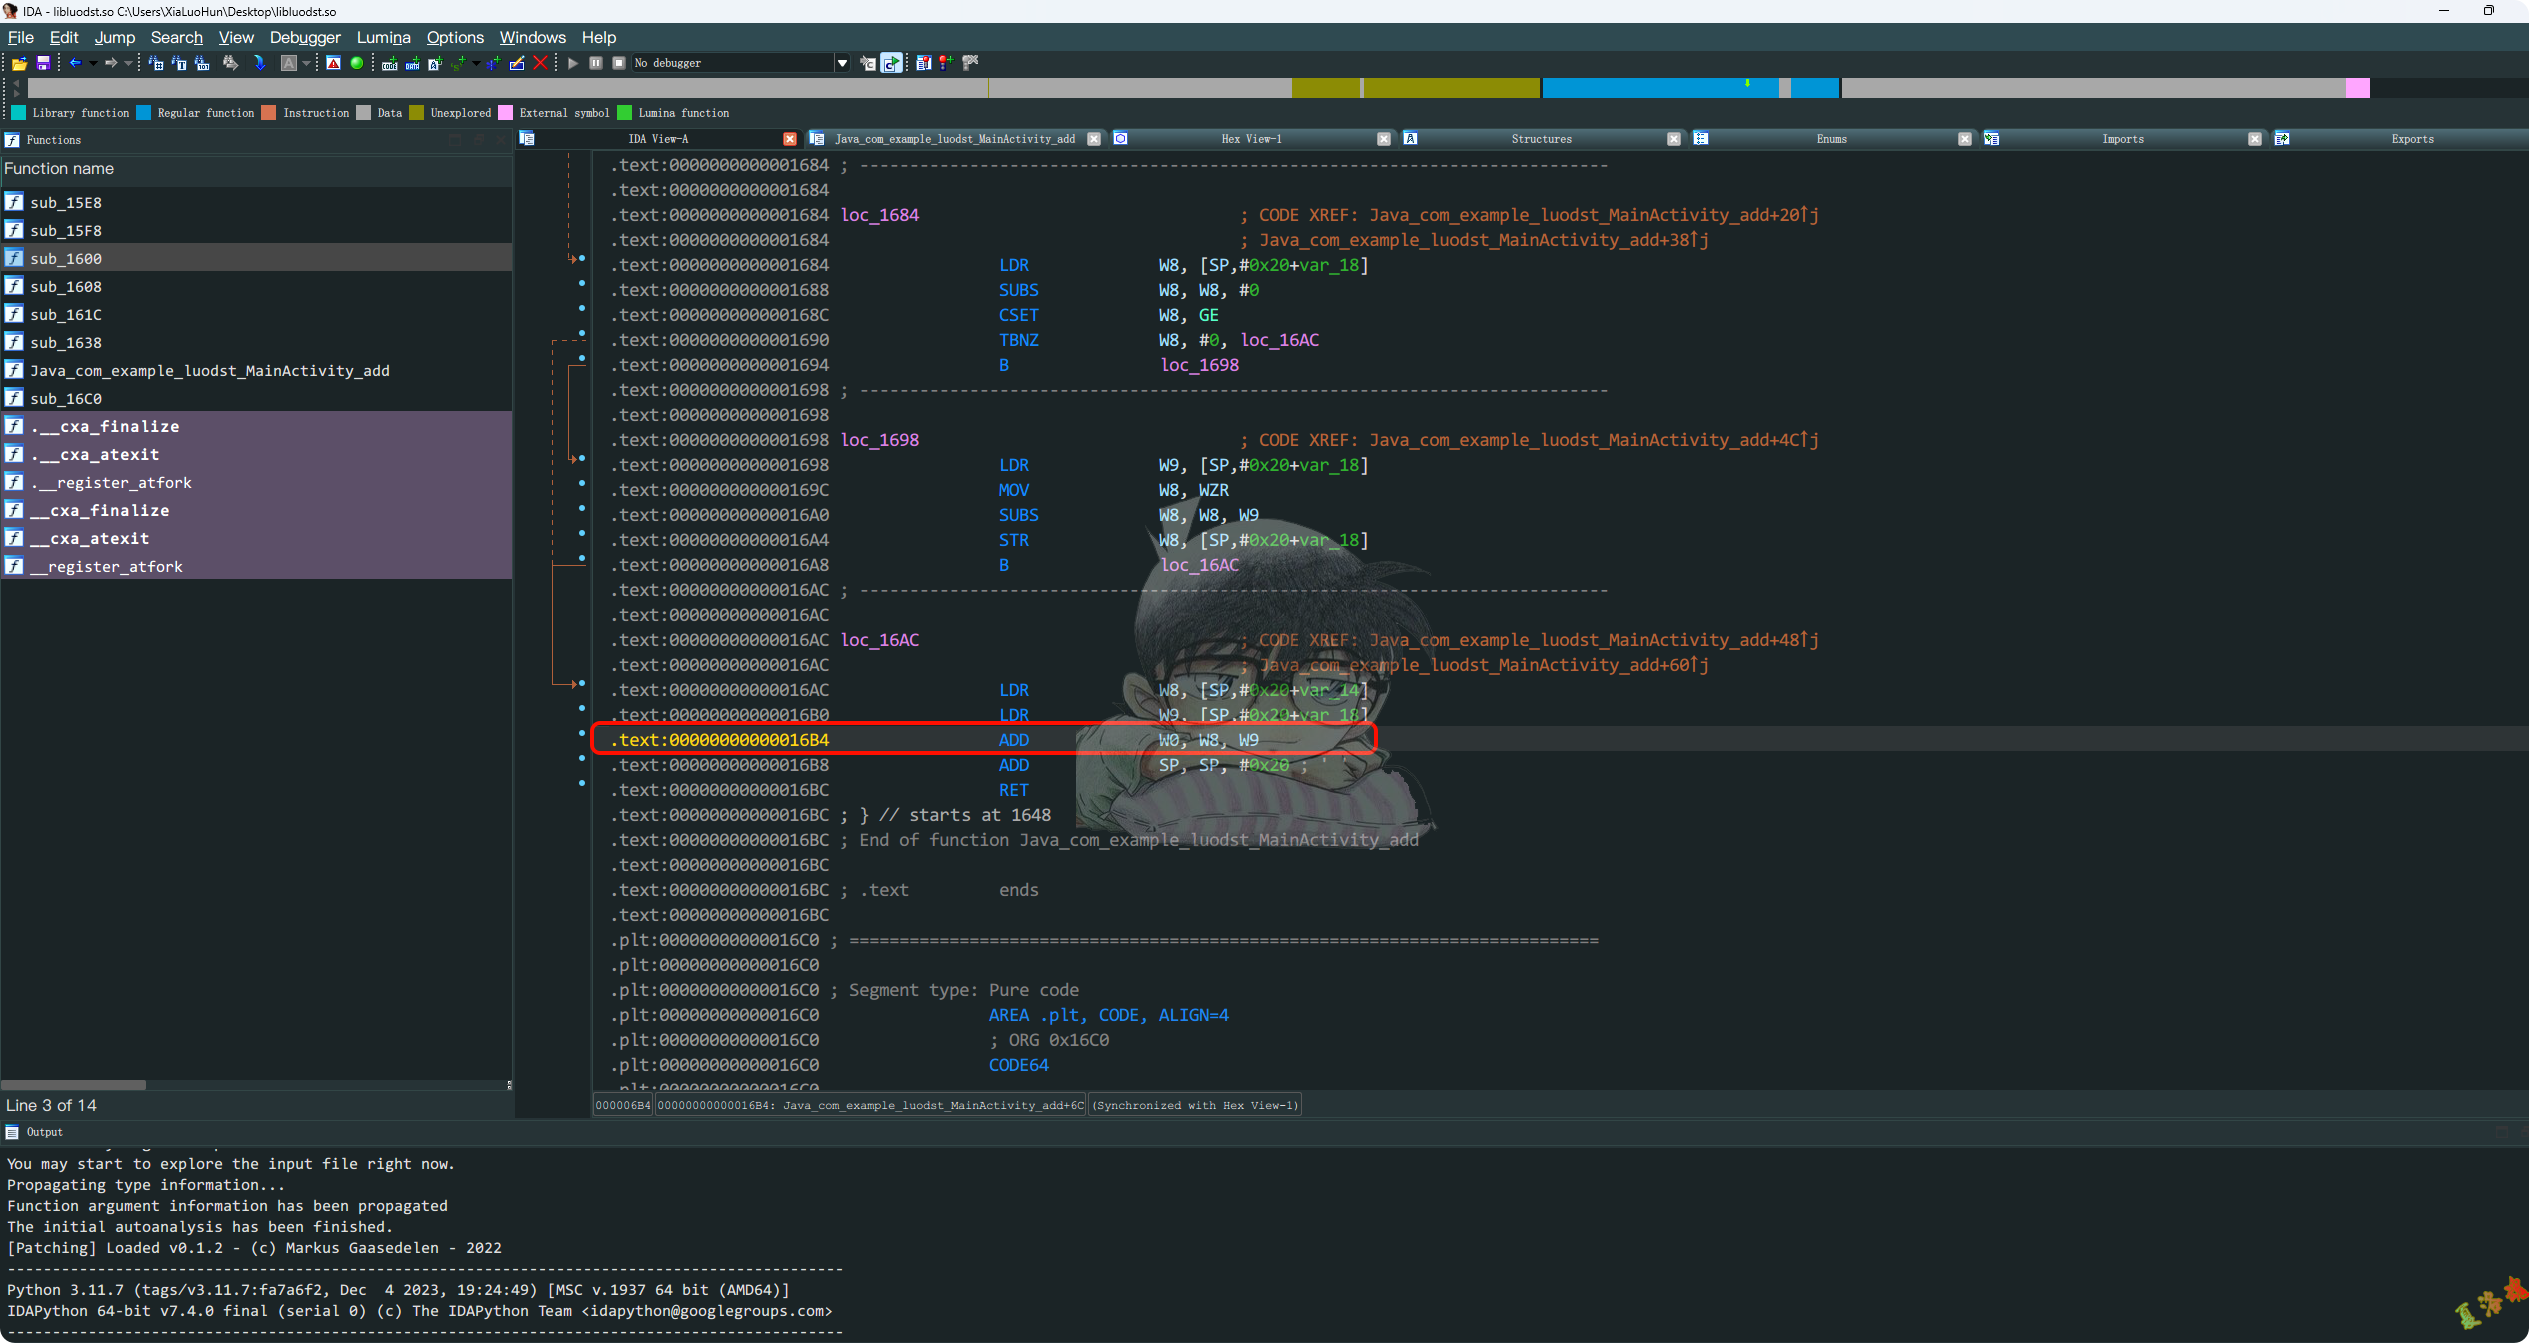 IDA - libluodst.so C:\Users\XiaLuoHun\Desktop\libluodst.so
File Edit Jump Search View Debugger Lumina Options Windows Help
No debugger
Library function Regular function Instruction Data Unexplored External symbol Lumina function
Functions
IDA View-A Java_com_example_luodst_MainActivity_add Hex View-1 Structures Enums Imports Exports
Function name
sub_15E8
sub_15F8
sub_1600
sub_1608
sub_161C
sub_1638
Java_com_example_luodst_MainActivity_add
sub_16C0
.__cxa_finalize
.__cxa_atexit
.__register_atfork
__cxa_finalize
__cxa_atexit
__register_atfork
Line 3 of 14
.text:0000000000001684 ; ---------------------------------------------------------------------------
.text:0000000000001684
.text:0000000000001684 loc_1684 ; CODE XREF: Java_com_example_luodst_MainActivity_add+20↑j
.text:0000000000001684 ; Java_com_example_luodst_MainActivity_add+38↑j
.text:0000000000001684 LDR W8, [SP,#0x20+var_18]
.text:0000000000001688 SUBS W8, W8, #0
.text:000000000000168C CSET W8, GE
.text:0000000000001690 TBNZ W8, #0, loc_16AC
.text:0000000000001694 B loc_1698
.text:0000000000001698 ; ---------------------------------------------------------------------------
.text:0000000000001698
.text:0000000000001698 loc_1698 ; CODE XREF: Java_com_example_luodst_MainActivity_add+4C↑j
.text:0000000000001698 LDR W9, [SP,#0x20+var_18]
.text:000000000000169C MOV W8, WZR
.text:00000000000016A0 SUBS W8, W8, W9
.text:00000000000016A4 STR W8, [SP,#0x20+var_18]
.text:00000000000016A8 B loc_16AC
.text:00000000000016AC ; ---------------------------------------------------------------------------
.text:00000000000016AC
.text:00000000000016AC loc_16AC ; CODE XREF: Java_com_example_luodst_MainActivity_add+48↑j
.text:00000000000016AC ; Java_com_example_luodst_MainActivity_add+60↑j
.text:00000000000016AC LDR W8, [SP,#0x20+var_14]
.text:00000000000016B0 LDR W9, [SP,#0x20+var_18]
.text:00000000000016B4 ADD W0, W8, W9
.text:00000000000016B8 ADD SP, SP, #0x20 ; ' '
.text:00000000000016BC RET
.text:00000000000016BC ; } // starts at 1648
.text:00000000000016BC ; End of function Java_com_example_luodst_MainActivity_add
.text:00000000000016BC
.text:00000000000016BC ; .text ends
.text:00000000000016BC
.plt:00000000000016C0 ; ===========================================================================
.plt:00000000000016C0
.plt:00000000000016C0 ; Segment type: Pure code
.plt:00000000000016C0 AREA .plt, CODE, ALIGN=4
.plt:00000000000016C0 ; ORG 0x16C0
.plt:00000000000016C0 CODE64
.plt:00000000000016C0
000006B4 00000000000016B4: Java_com_example_luodst_MainActivity_add+6C (Synchronized with Hex View-1)
Output
You may start to explore the input file right now.
Propagating type information...
Function argument information has been propagated
The initial autoanalysis has been finished.
[Patching] Loaded v0.1.2 - (c) Markus Gaasedelen - 2022
---------------------------------------------------------------------------------------------
Python 3.11.7 (tags/v3.11.7:fa7a6f2, Dec  4 2023, 19:24:49) [MSC v.1937 64 bit (AMD64)]
IDAPython 64-bit v7.4.0 final (serial 0) (c) The IDAPython Team <idapython@googlegroups.com>
---------------------------------------------------------------------------------------------